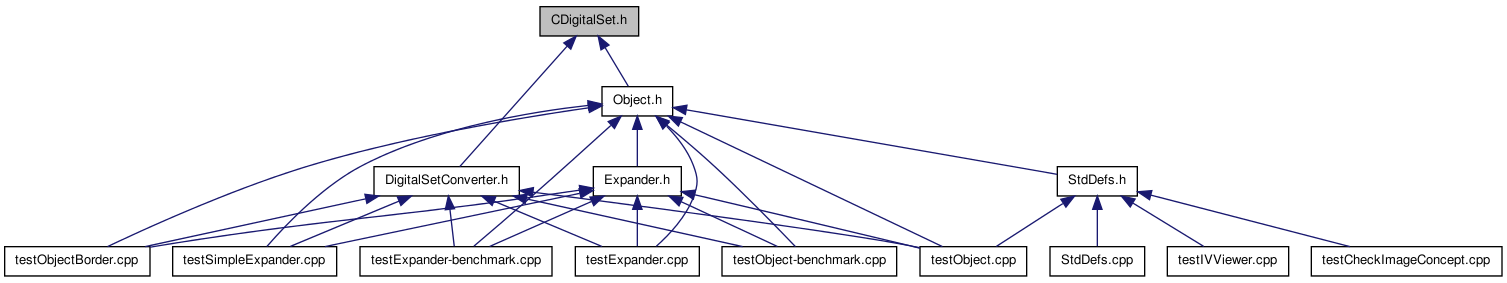 CDigitalSet.h
Object.h
DigitalSetConverter.h
Expander.h
StdDefs.h
testObjectBorder.cpp
testSimpleExpander.cpp
testExpander-benchmark.cpp
testExpander.cpp
testObject-benchmark.cpp
testObject.cpp
StdDefs.cpp
testIVViewer.cpp
testCheckImageConcept.cpp